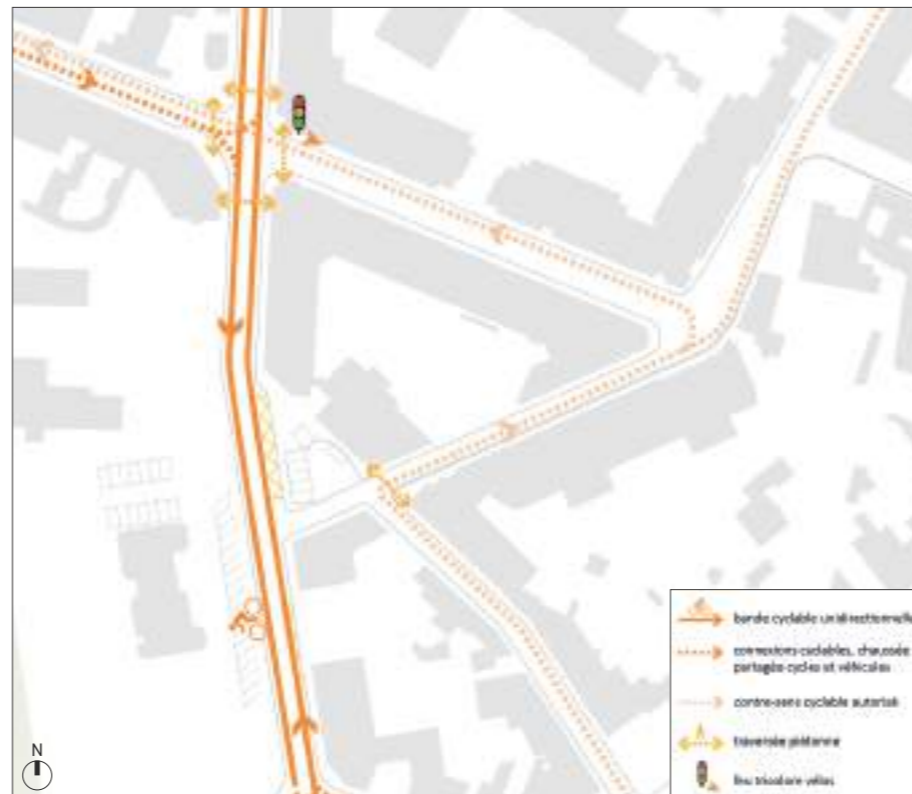 bande cyclable unidirectionnelle
connexions cyclables, chaussée
partagée cycles et véhicules
contre-sens cyclable autorisé
traversée piétonne
feu tricolore vélos
N